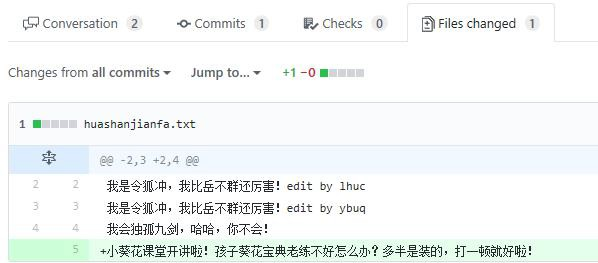 Conversation 2 Commits 1 Checks 0 Files changed 1
Changes from all commits Jump to... +1 −0
1 huashanjianfa.txt
@@ -2,3 +2,4 @@
2 2 我是令狐冲，我比岳不群还厉害！edit by lhuc
3 3 我是令狐冲，我比岳不群还厉害！edit by ybuq
4 4 我会独孤九剑，哈哈，你不会！
5 +小葵花课堂开讲啦！孩子葵花宝典老练不好怎么办？多半是装的，打一顿就好啦！